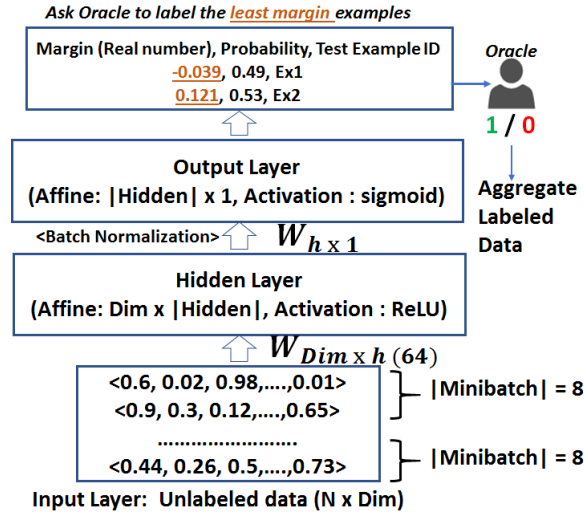 Ask Oracle to label the least margin examples
Margin (Real number), Probability, Test Example ID
-0.039, 0.49, Ex1
0.121, 0.53, Ex2
Oracle
1 / 0
Aggregate
Labeled
Data
Output Layer
(Affine: |Hidden| x 1, Activation : sigmoid)
<Batch Normalization>
W h x 1
Hidden Layer
(Affine: Dim x |Hidden|, Activation : ReLU)
W Dim x h (64)
<0.6, 0.02, 0.98,....,0.01>
<0.9, 0.3, 0.12,....,0.65>
|Minibatch| = 8
...........................
<0.44, 0.26, 0.5,...,0.73>
|Minibatch| = 8
Input Layer: Unlabeled data (N x Dim)